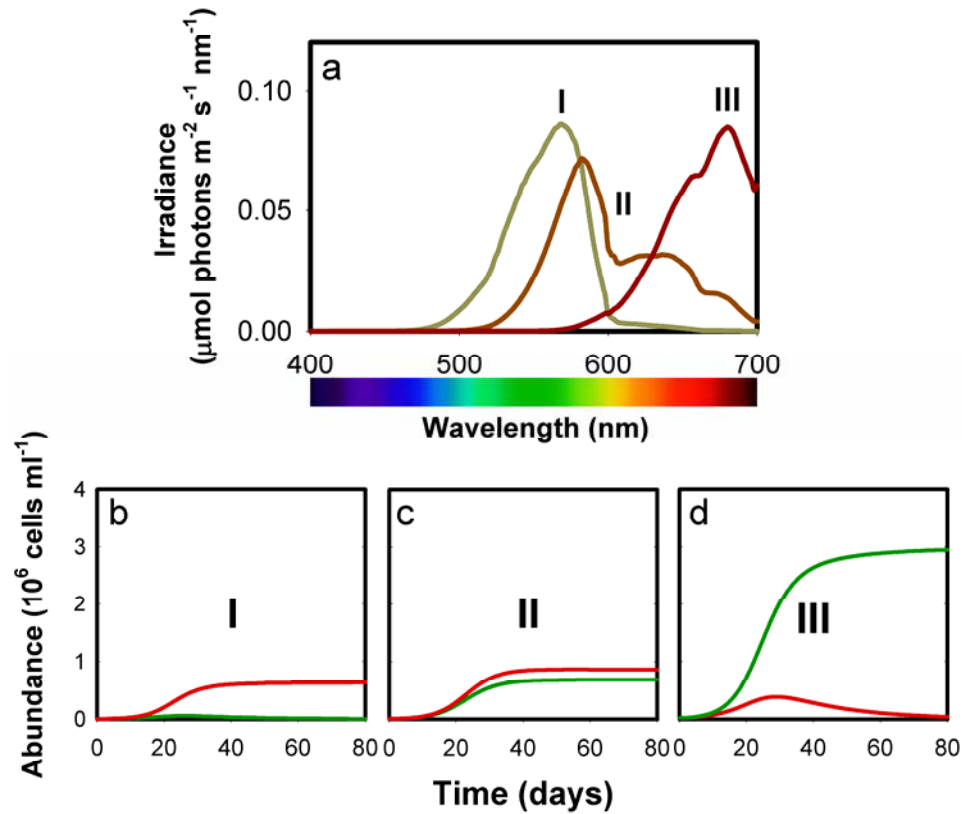 a
I
II
III
Irradiance
(μmol photons m⁻² s⁻¹ nm⁻¹)
0.10
0.05
0.00
400 500 600 700
Wavelength (nm)
Abundance (10⁶ cells ml⁻¹)
4
3
2
1
0
b
I
0 20 40 60 80
c
II
0 20 40 60 80
d
III
0 20 40 60 80
Time (days)